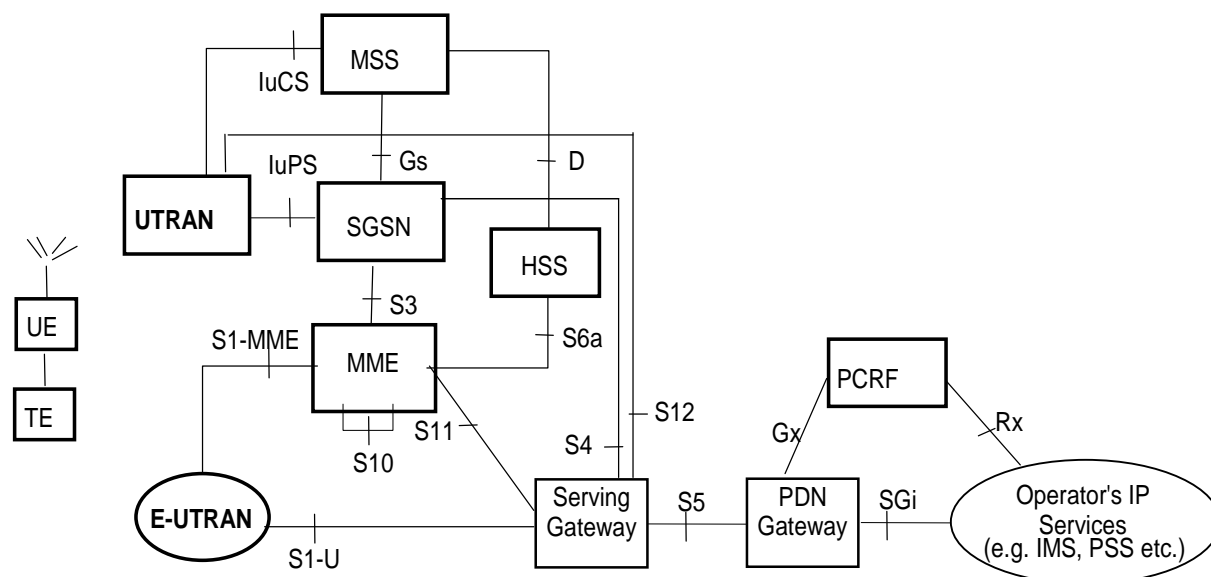 MSS
IuCS
IuPS
Gs
D
UTRAN
SGSN
HSS
UE
S3
S1-MME
S6a
MME
PCRF
TE
S12
S11
Gx
Rx
S4
S10
Serving
Gateway
PDN
Gateway
S5
SGi
Operator's IP
Services
(e.g. IMS, PSS etc.)
E-UTRAN
S1-U